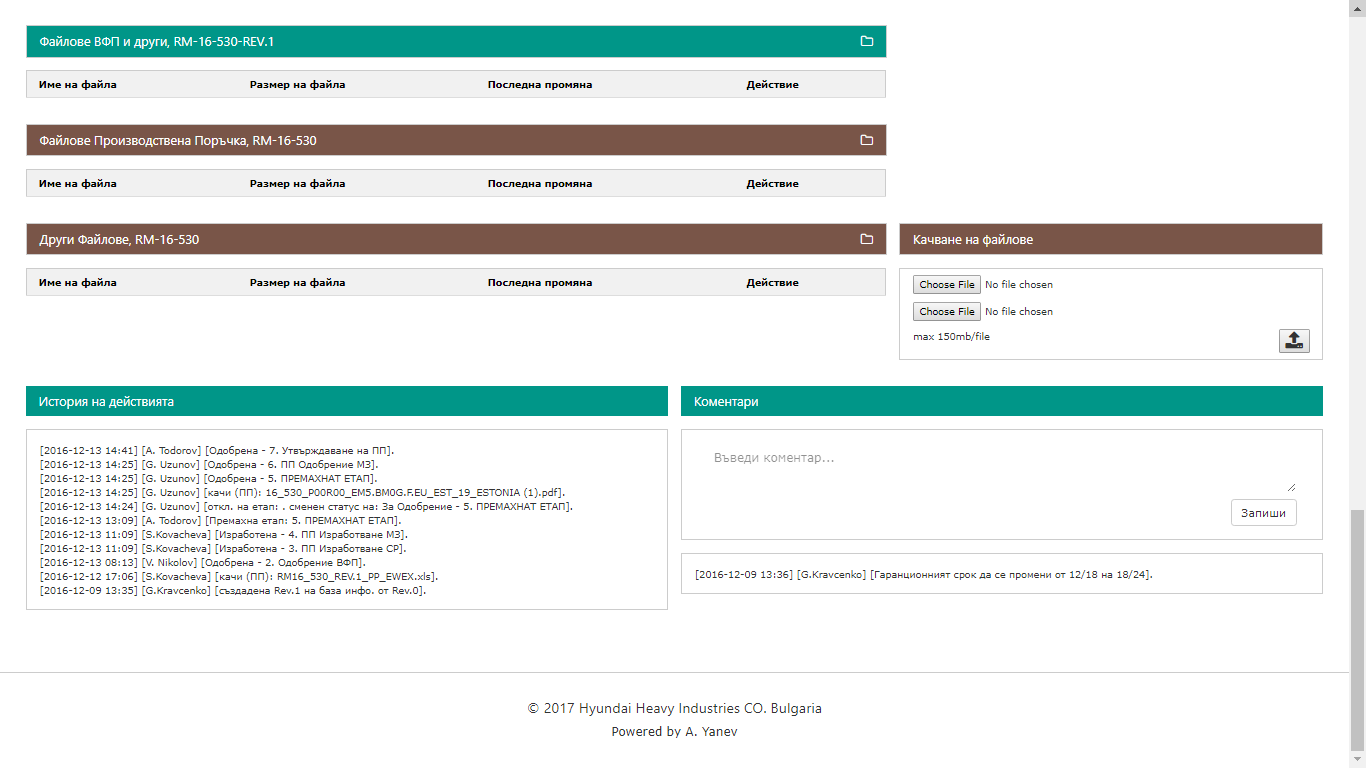 Файлове ВФП и други, RM-16-530-REV.1
Име на файла Размер на файла Последна промяна Действие
Файлове Производствена Поръчка, RM-16-530
Име на файла Размер на файла Последна промяна Действие
Други Файлове, RM-16-530
Име на файла Размер на файла Последна промяна Действие
Качване на файлове
Choose File No file chosen
Choose File No file chosen
max 150mb/file
История на действията
[2016-12-13 14:41] [A. Todorov] [Одобрена - 7. Утвърждаване на ПП].
[2016-12-13 14:25] [G. Uzunov] [Одобрена - 6. ПП Одобрение МЗ].
[2016-12-13 14:25] [G. Uzunov] [Одобрена - 5. ПРЕМАХНАТ ЕТАП].
[2016-12-13 14:25] [G. Uzunov] [качи (ПП): 16_530_P00R00_EM5.BM0G.F.EU_EST_19_ESTONIA (1).pdf].
[2016-12-13 14:24] [G. Uzunov] [откл. на етап: . сменен статус на: За Одобрение - 5. ПРЕМАХНАТ ЕТАП].
[2016-12-13 13:09] [A. Todorov] [Премахна етап: 5. ПРЕМАХНАТ ЕТАП].
[2016-12-13 11:09] [S.Kovacheva] [Изработена - 4. ПП Изработване МЗ].
[2016-12-13 11:09] [S.Kovacheva] [Изработена - 3. ПП Изработване СР].
[2016-12-13 08:13] [V. Nikolov] [Одобрена - 2. Одобрение ВФП].
[2016-12-12 17:06] [S.Kovacheva] [качи (ПП): RM16_530_REV.1_PP_EWEX.xls].
[2016-12-09 13:35] [G.Kravcenko] [създадена Rev.1 на база инфо. от Rev.0].
Коментари
Въведи коментар...
Запиши
[2016-12-09 13:36] [G.Kravcenko] [Гаранционният срок да се промени от 12/18 на 18/24].
© 2017 Hyundai Heavy Industries CO. Bulgaria
Powered by A. Yanev